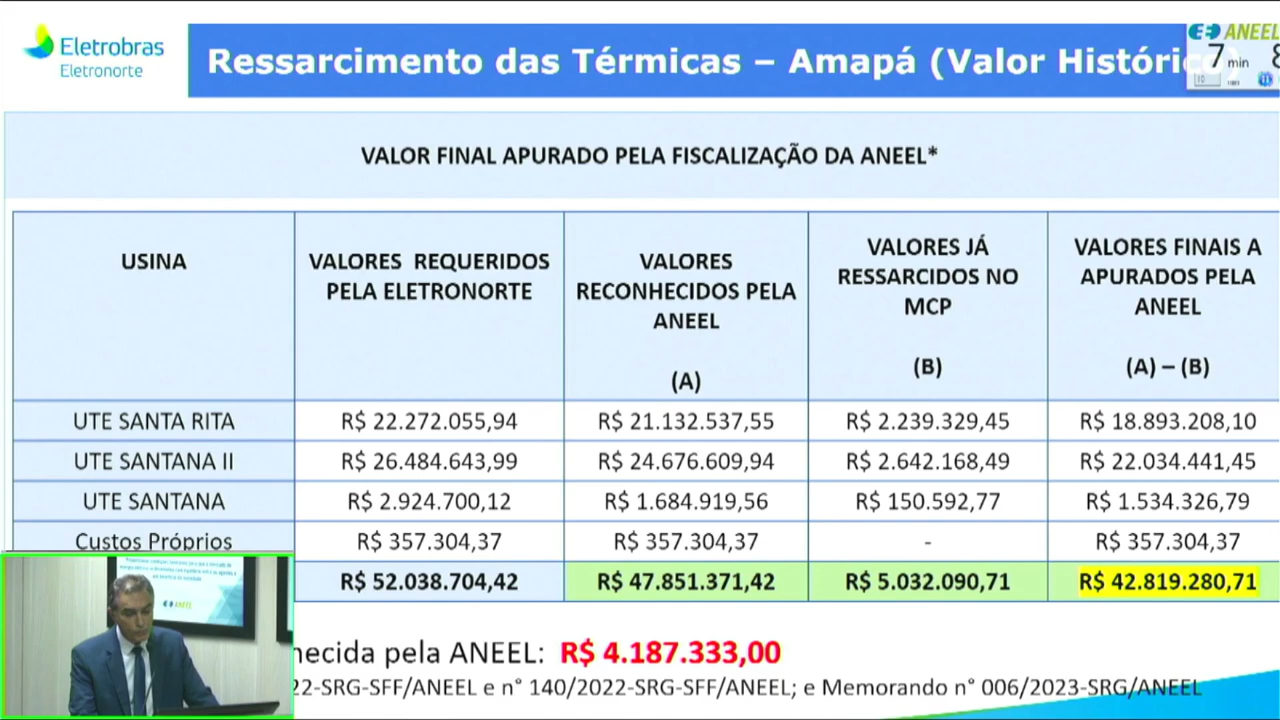 Eletrobras
Eletronorte
Ressarcimento das Térmicas – Amapá (Valor Histórico)
ANEEL
7 min 8
VALOR FINAL APURADO PELA FISCALIZAÇÃO DA ANEEL*
USINA
VALORES REQUERIDOS
PELA ELETRONORTE
VALORES
RECONHECIDOS PELA
ANEEL
(A)
VALORES JÁ
RESSARCIDOS NO
MCP
(B)
VALORES FINAIS A
APURADOS PELA
ANEEL
(A) – (B)
UTE SANTA RITA R$ 22.272.055,94 R$ 21.132.537,55 R$ 2.239.329,45 R$ 18.893.208,10
UTE SANTANA II R$ 26.484.643,99 R$ 24.676.609,94 R$ 2.642.168,49 R$ 22.034.441,45
UTE SANTANA R$ 2.924.700,12 R$ 1.684.919,56 R$ 150.592,77 R$ 1.534.326,79
Custos Próprios R$ 357.304,37 R$ 357.304,37 - R$ 357.304,37
R$ 52.038.704,42 R$ 47.851.371,42 R$ 5.032.090,71 R$ 42.819.280,71
hecida pela ANEEL: R$ 4.187.333,00
22-SRG-SFF/ANEEL e n° 140/2022-SRG-SFF/ANEEL; e Memorando n° 006/2023-SRG/ANEEL
ANEEL